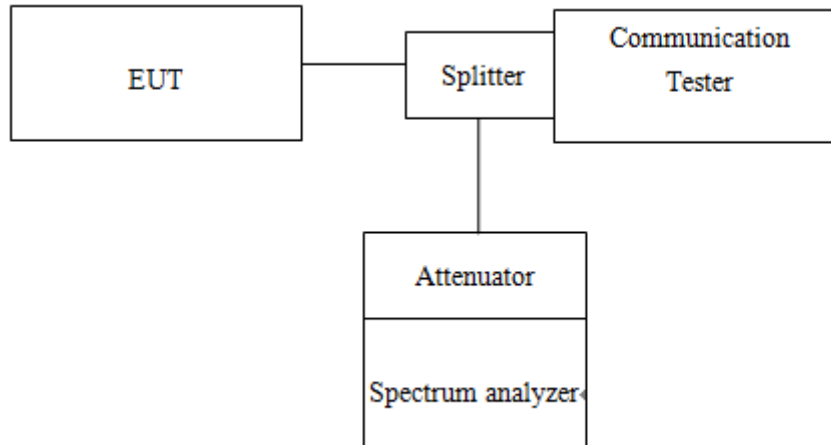 EUT
Splitter
Communication
Tester
Attenuator
Spectrum analyzer